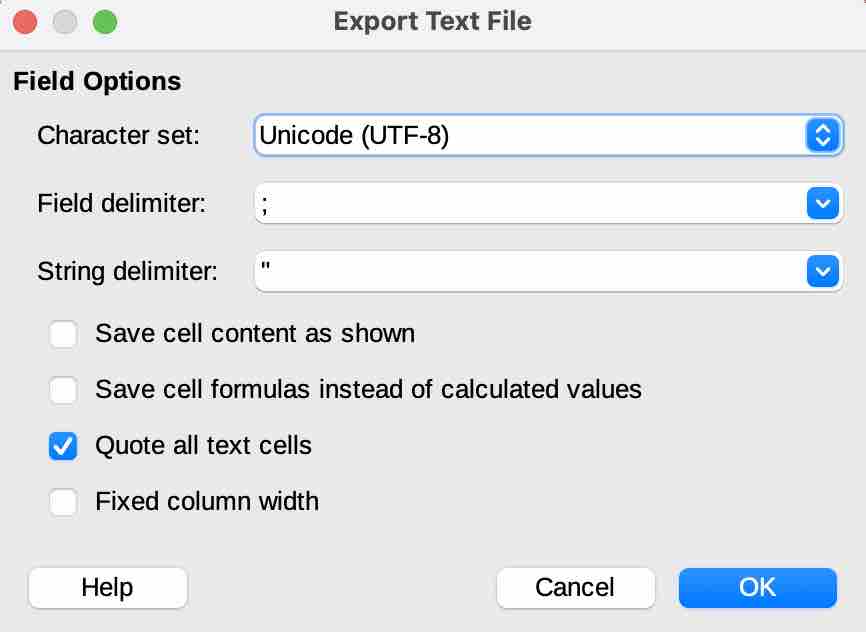 Export Text File
Field Options
Character set: Unicode (UTF-8)
Field delimiter: ;
String delimiter: "
Save cell content as shown
Save cell formulas instead of calculated values
Quote all text cells
Fixed column width
Help Cancel OK